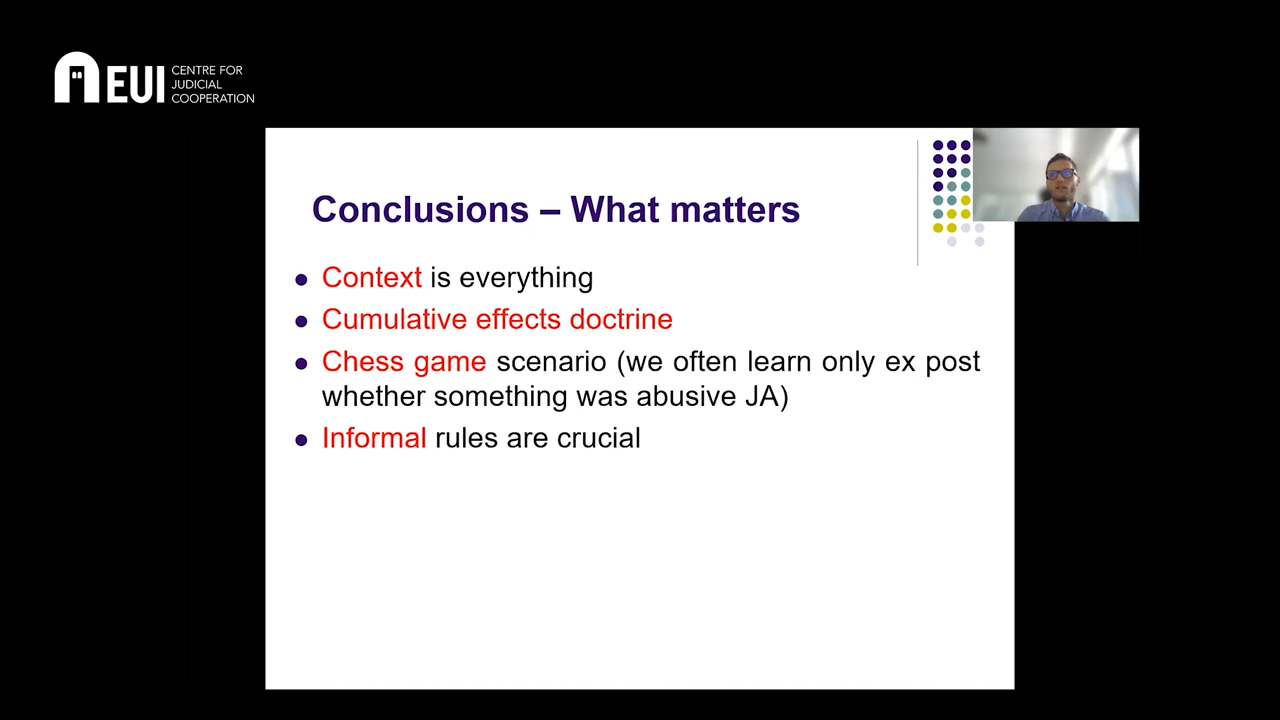 EUI
CENTRE FOR
JUDICIAL
COOPERATION
Conclusions – What matters
Context is everything
Cumulative effects doctrine
Chess game scenario (we often learn only ex post
whether something was abusive JA)
Informal rules are crucial